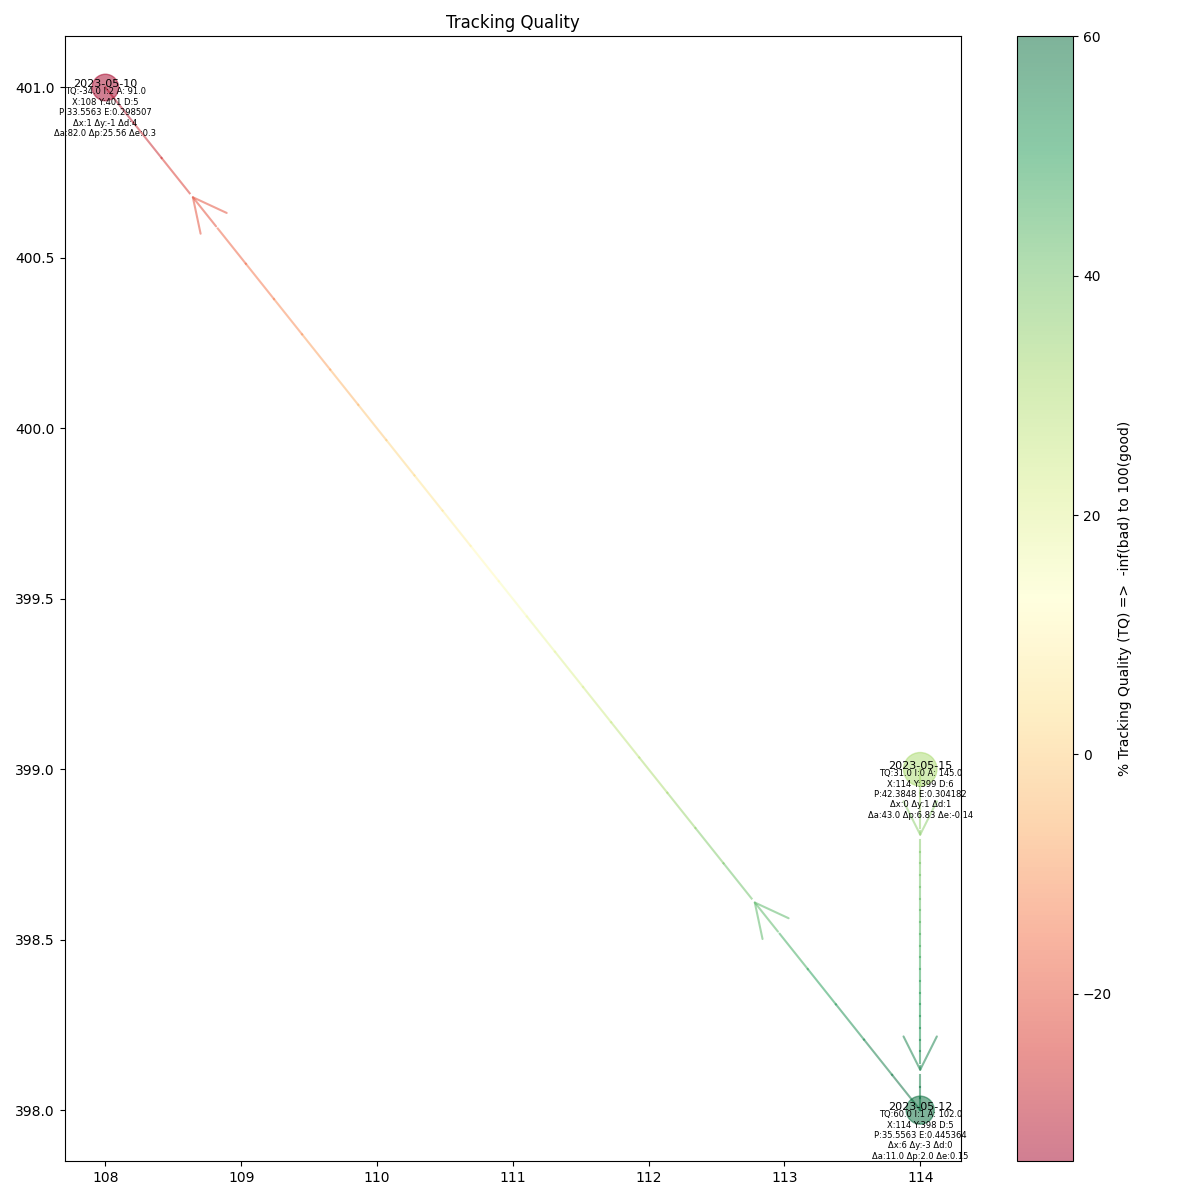 Tracking Quality
2023-05-10
TQ:-34.0 I:2 A: 91.0
X:108 Y:401 D:5
P:33.5563 E:0.298507
Δx:1 Δy:-1 Δd:4
Δa:82.0 Δp:25.56 Δe:0.3
2023-05-15
TQ:31.0 I:0 A: 145.0
X:114 Y:399 D:6
P:42.3848 E:0.304182
Δx:0 Δy:1 Δd:1
Δa:43.0 Δp:6.83 Δe:-0.14
2023-05-12
TQ:60.0 I:1 A: 102.0
X:114 Y:398 D:5
P:35.5563 E:0.445364
Δx:6 Δy:-3 Δd:0
Δa:11.0 Δp:2.0 Δe:0.15
401.0
400.5
400.0
399.5
399.0
398.5
398.0
108 109 110 111 112 113 114
60
40
20
0
−20
% Tracking Quality (TQ) => -inf(bad) to 100(good)